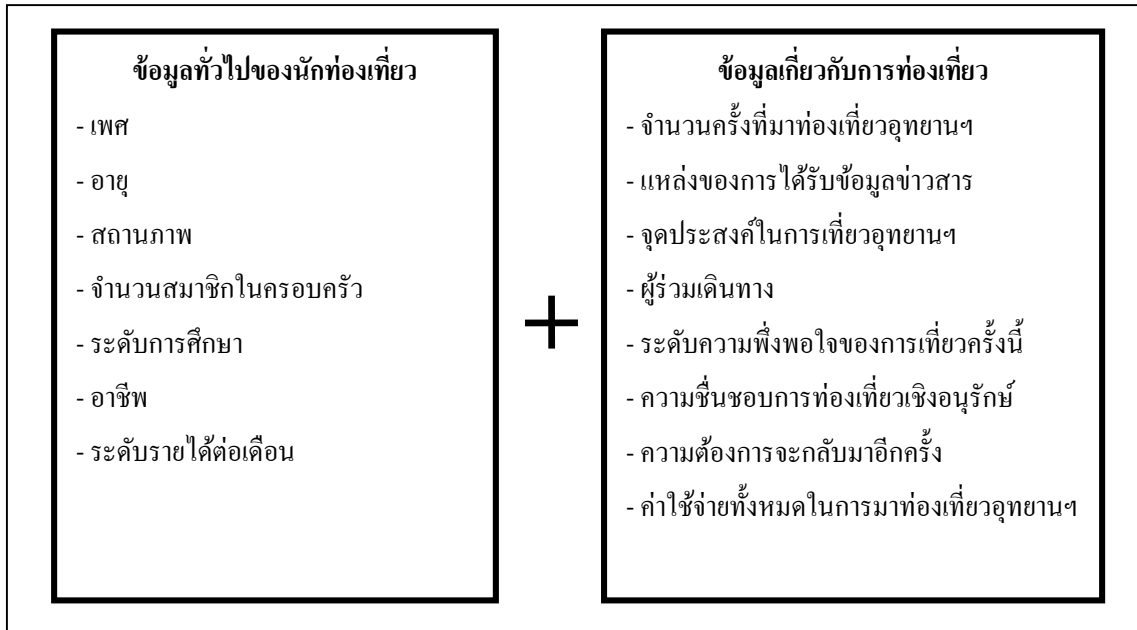 ข้อมูลทั่วไปของนักท่องเที่ยว
- เพศ
- อายุ
- สถานภาพ
- จำนวนสมาชิกในครอบครัว
- ระดับการศึกษา
- อาชีพ
- ระดับรายได้ต่อเดือน
+
ข้อมูลเกี่ยวกับการท่องเที่ยว
- จำนวนครั้งที่มาท่องเที่ยวอุทยานฯ
- แหล่งของการได้รับข้อมูลข่าวสาร
- จุดประสงค์ในการเที่ยวอุทยานฯ
- ผู้ร่วมเดินทาง
- ระดับความพึ่งพอใจของการเที่ยวครั้งนี้
- ความชื่นชอบการท่องเที่ยวเชิงอนุรักษ์
- ความต้องการจะกลับมาอีกครั้ง
- ค่าใช้จ่ายทั้งหมดในการมาท่องเที่ยวอุทยานฯ